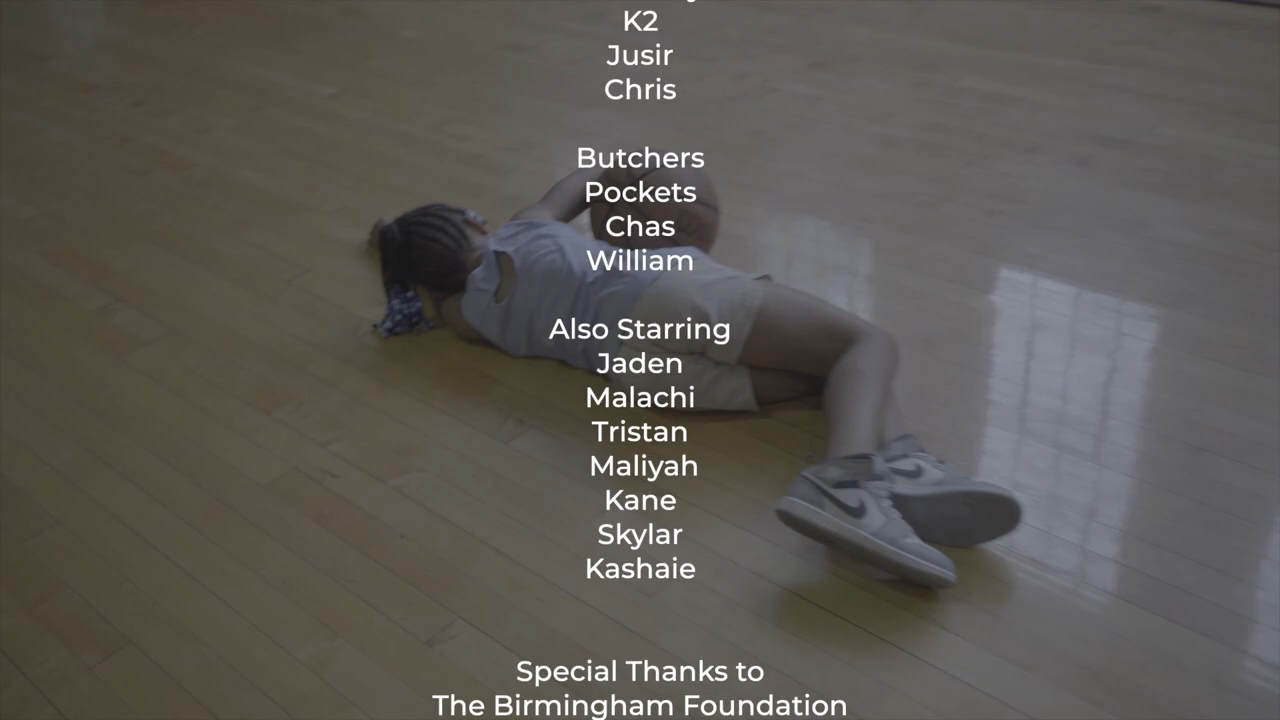 K2
Jusir
Chris
Butchers
Pockets
Chas
William
Also Starring
Jaden
Malachi
Tristan
Maliyah
Kane
Skylar
Kashaie
Special Thanks to
The Birmingham Foundation